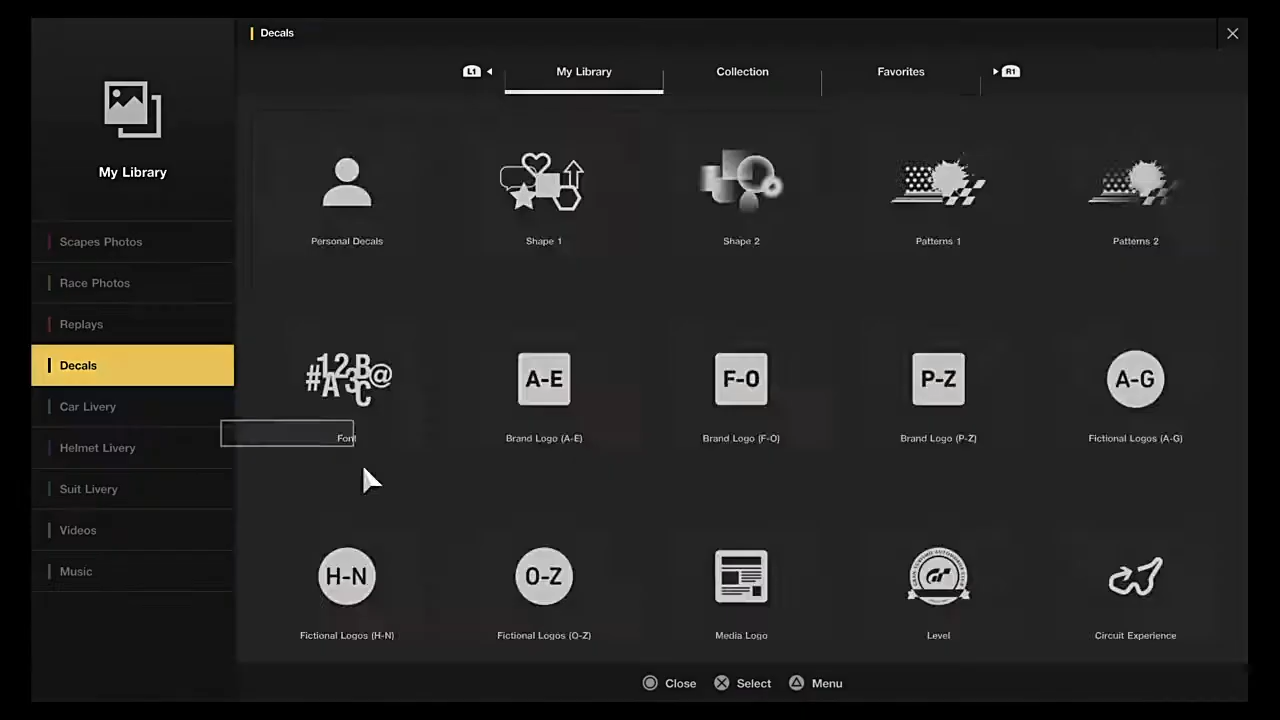 Decals
L1
My Library
Collection
Favorites
R1
My Library
Scapes Photos
Race Photos
Replays
Decals
Car Livery
Helmet Livery
Suit Livery
Videos
Music
Personal Decals
Shape 1
Shape 2
Patterns 1
Patterns 2
#A123BC@
Font
A-E
Brand Logo (A-E)
F-O
Brand Logo (F-O)
P-Z
Brand Logo (P-Z)
A-G
Fictional Logos (A-G)
H-N
Fictional Logos (H-N)
O-Z
Fictional Logos (O-Z)
Media Logo
Level
Circuit Experience
Close
Select
Menu